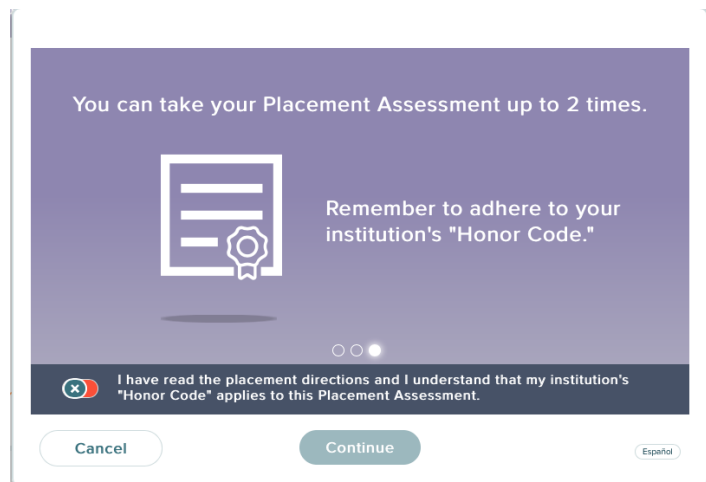 You can take your Placement Assessment up to 2 times.
Remember to adhere to your
institution's "Honor Code."
I have read the placement directions and I understand that my institution's
"Honor Code" applies to this Placement Assessment.
Cancel
Continue
Español